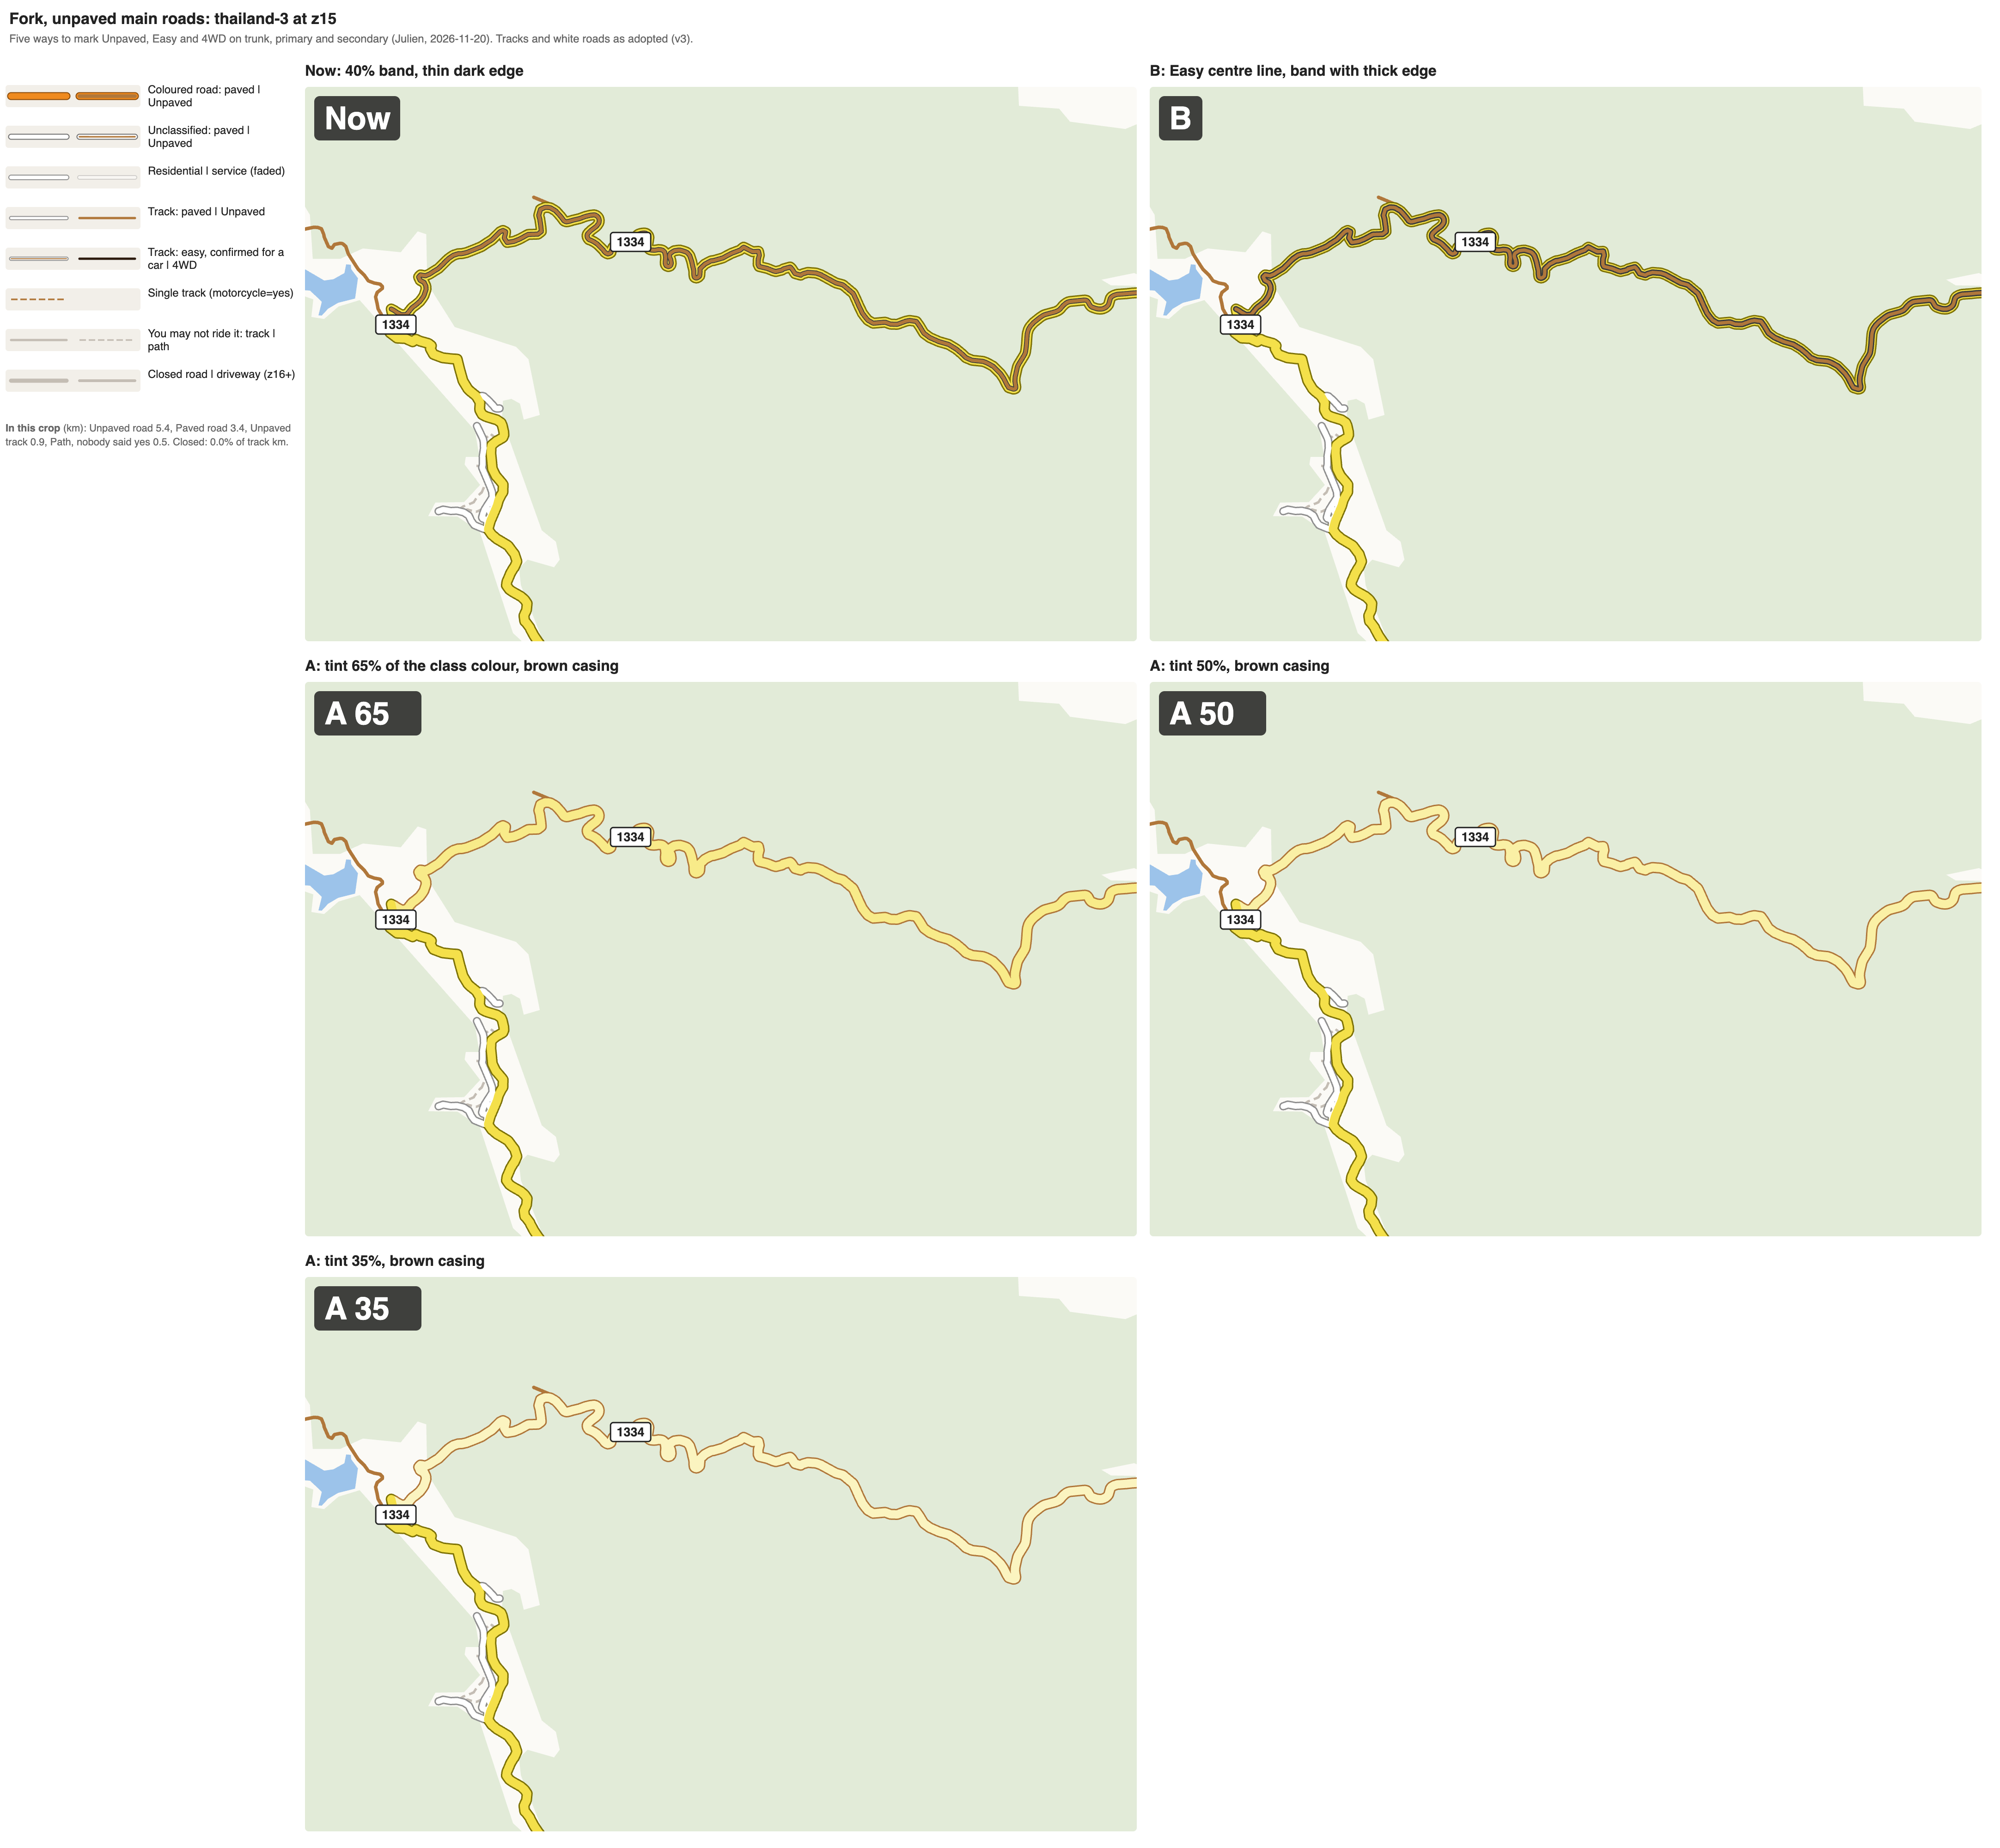 Fork, unpaved main roads: thailand-3 at z15
Five ways to mark Unpaved, Easy and 4WD on trunk, primary and secondary (Julien, 2026-11-20). Tracks and white roads as adopted (v3).
Coloured road: paved |
Unpaved
Unclassified: paved |
Unpaved
Residential | service (faded)
Track: paved | Unpaved
Track: easy, confirmed for a
car | 4WD
Single track (motorcycle=yes)
You may not ride it: track |
path
Closed road | driveway (z16+)
In this crop (km): Unpaved road 5.4, Paved road 3.4, Unpaved
track 0.9, Path, nobody said yes 0.5. Closed: 0.0% of track km.
Now: 40% band, thin dark edge
Now
1334
1334
B: Easy centre line, band with thick edge
B
1334
1334
A: tint 65% of the class colour, brown casing
A 65
1334
1334
A: tint 50%, brown casing
A 50
1334
1334
A: tint 35%, brown casing
A 35
1334
1334